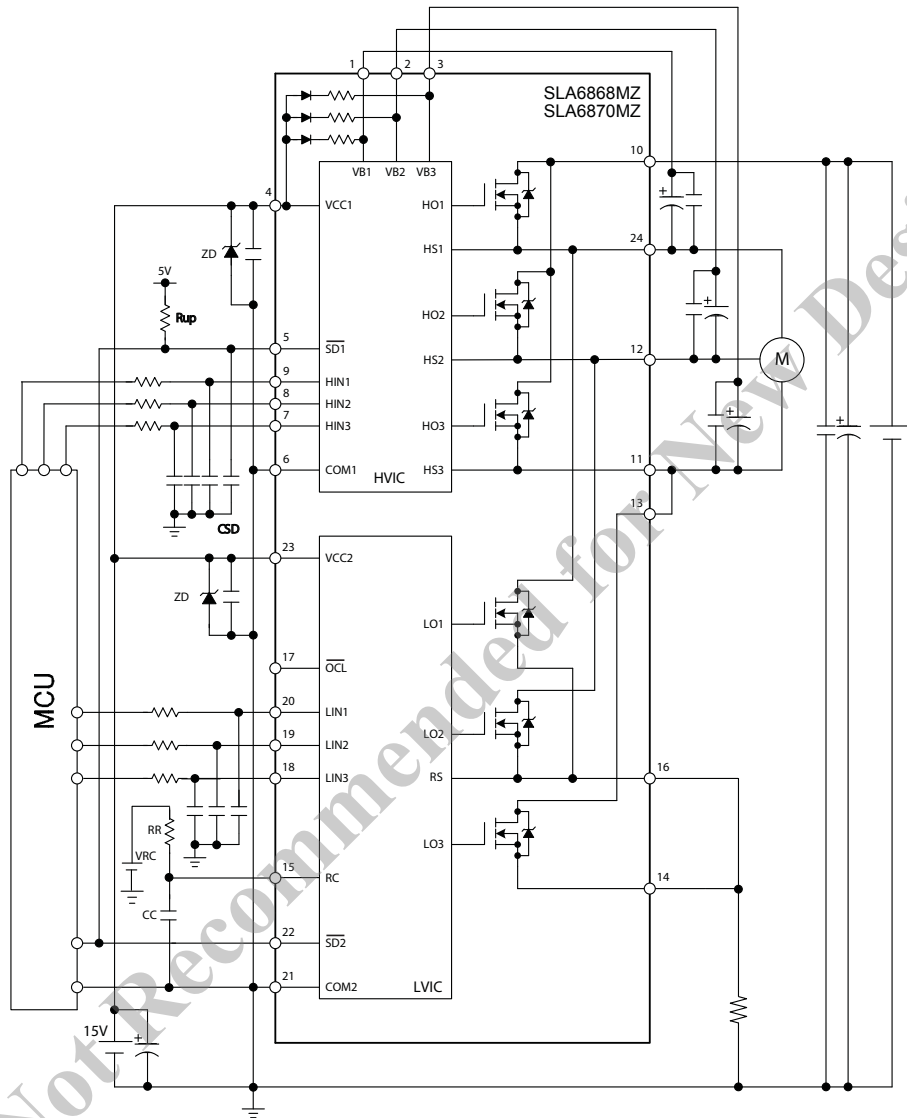 1 2 3
SLA6868MZ
SLA6870MZ
VB1 VB2 VB3
10
4
VCC1
HO1
ZD
24
HS1
5V
Rup
HO2
5
SD1
12
HS2
M
9
HIN1
8
HIN2
7
HIN3
HO3
6
COM1
HVIC
11
HS3
13
CSD
23
VCC2
ZD
LO1
17
OCL
MCU
20
LIN1
19
LIN2
LO2
18
LIN3
RS
16
RR
VRC
LO3
15
RC
14
CC
22
SD2
21
COM2
LVIC
15V
Not Recommended for New Des